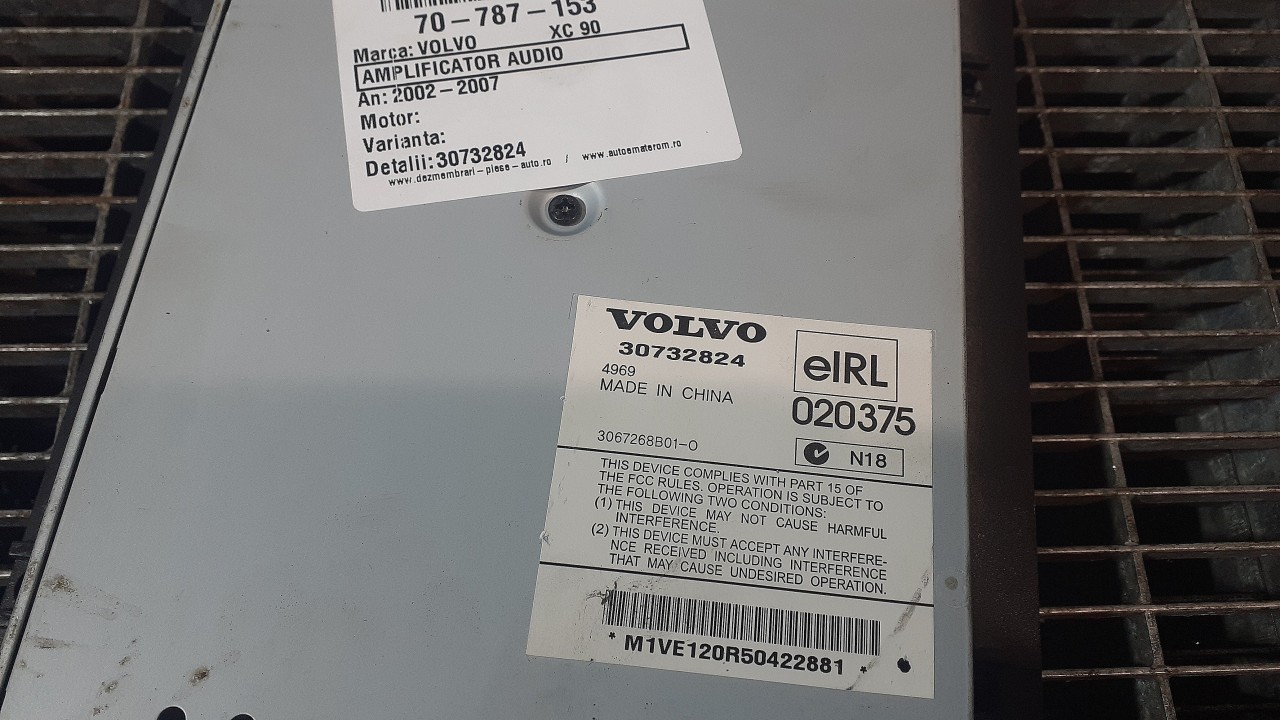 70-787-153
Marca: VOLVO XC 90
AMPLIFICATOR AUDIO
An: 2002-2007
Motor:
Varianta:
Detalii: 30732824
www.dezmembrari-piese-auto.ro / www.autoematerom.ro
VOLVO
30732824
4969
MADE IN CHINA
eIRL
020375
3067268B01-O
N18
THIS DEVICE COMPLIES WITH PART 15 OF
THE FCC RULES. OPERATION IS SUBJECT TO
THE FOLLOWING TWO CONDITIONS:
(1) THIS DEVICE MAY NOT CAUSE HARMFUL
INTERFERENCE.
(2) THIS DEVICE MUST ACCEPT ANY INTERFERE-
NCE RECEIVED INCLUDING INTERFERENCE
THAT MAY CAUSE UNDESIRED OPERATION.
* M1VE120R50422881 *